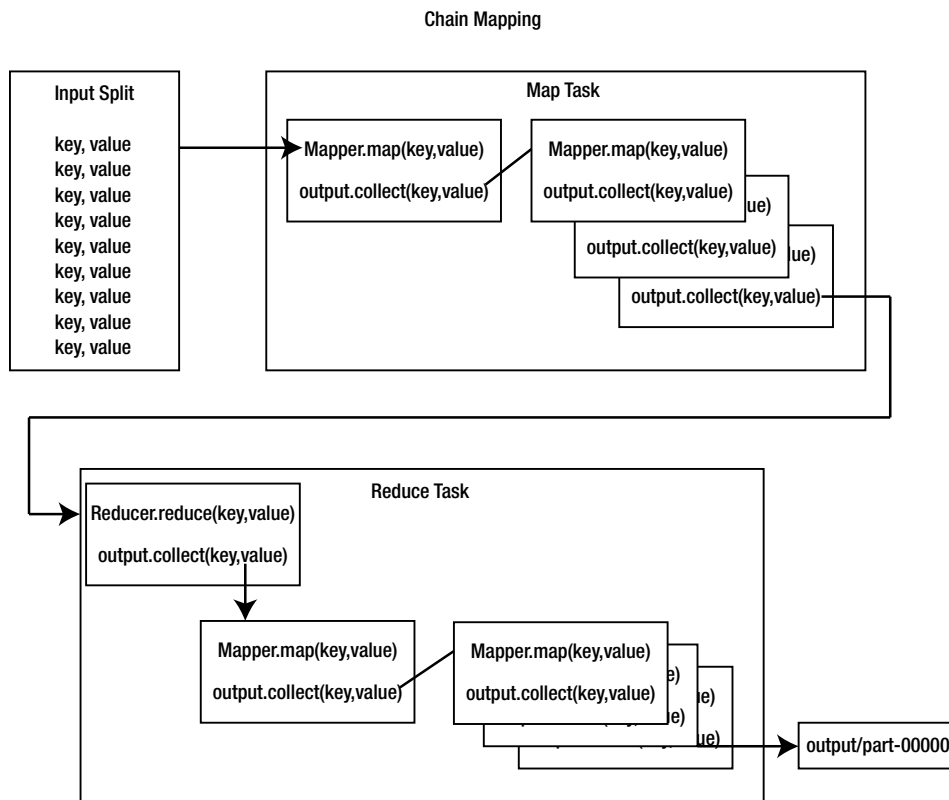 Chain Mapping
Input Split
key, value
key, value
key, value
key, value
key, value
key, value
key, value
key, value
key, value
Map Task
Mapper.map(key,value)
output.collect(key,value)
Mapper.map(key,value)
output.collect(key,value)
ue)
output.collect(key,value)
lue)
output.collect(key,value)
Reduce Task
Reducer.reduce(key,value)
output.collect(key,value)
Mapper.map(key,value)
output.collect(key,value)
Mapper.map(key,value)
output.collect(key,value)
output/part-00000